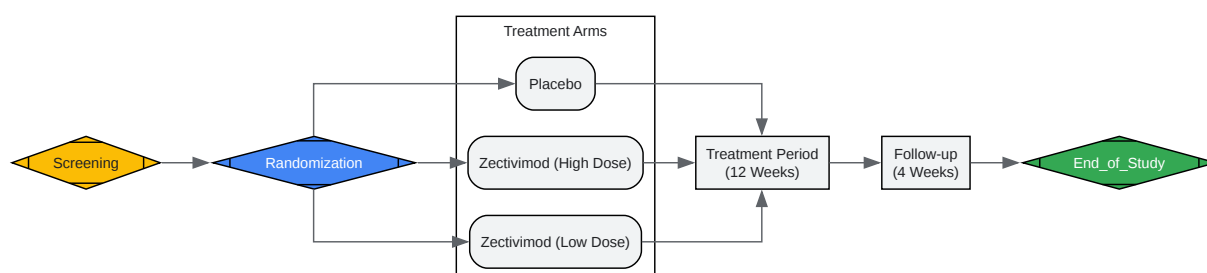 Treatment Arms
Placebo
Screening
Randomization
Zectivimod (High Dose)
Treatment Period
(12 Weeks)
Follow-up
(4 Weeks)
End_of_Study
Zectivimod (Low Dose)